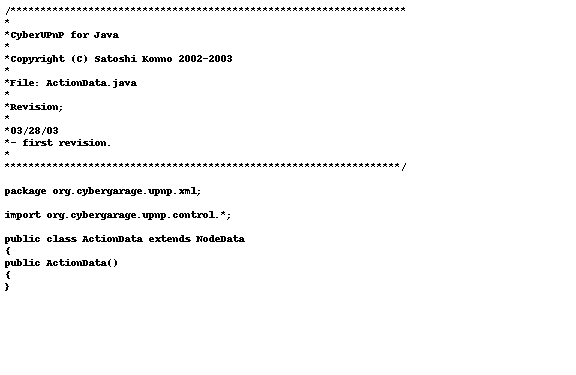 /******************************************************************
*
*CyberUPnP for Java
*
*Copyright (C) Satoshi Konno 2002-2003
*
*File: ActionData.java
*
*Revision;
*
*03/28/03
*- first revision.
*
******************************************************************/
package org.cybergarage.upnp.xml;
import org.cybergarage.upnp.control.*;
public class ActionData extends NodeData
{
public ActionData()
{
}